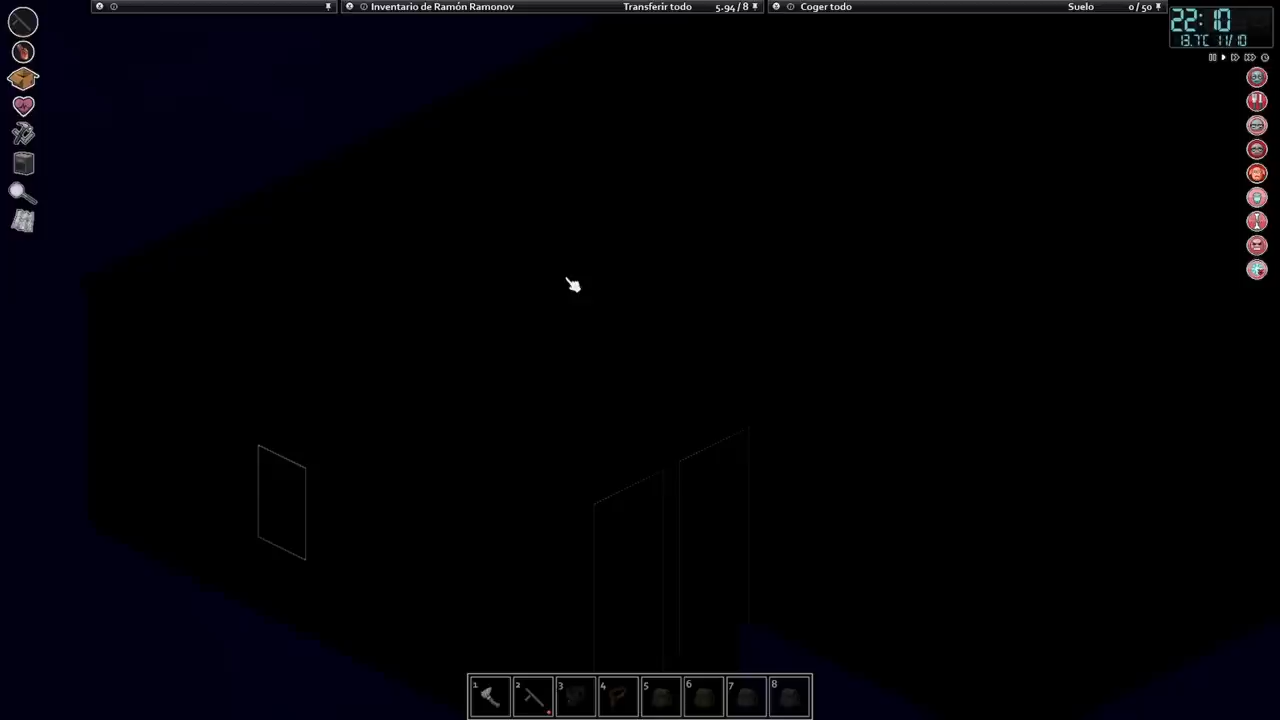 Inventario de Ramón Ramonov Transferir todo 5.94 / 8
Coger todo Suelo 0 / 50
22:10
13.7C 11/10
1 2 3 4 5 6 7 8